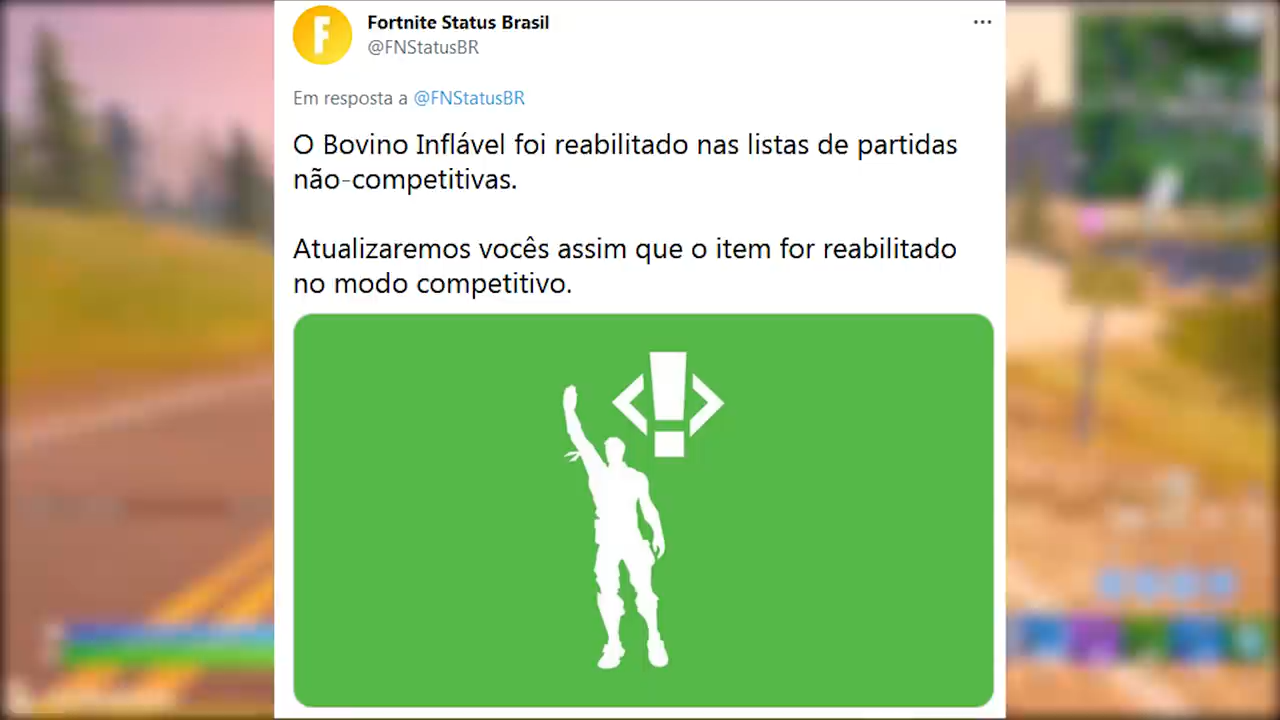 Fortnite Status Brasil
@FNStatusBR
Em resposta a @FNStatusBR
O Bovino Inflável foi reabilitado nas listas de partidas
não-competitivas.
Atualizaremos vocês assim que o item for reabilitado
no modo competitivo.